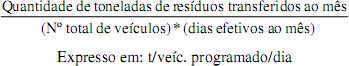 Quantidade de toneladas de resíduos transferidos ao mês
(Nº total de veículos) * (dias efetivos ao mês)
Expresso em: t/veíc. programado/dia